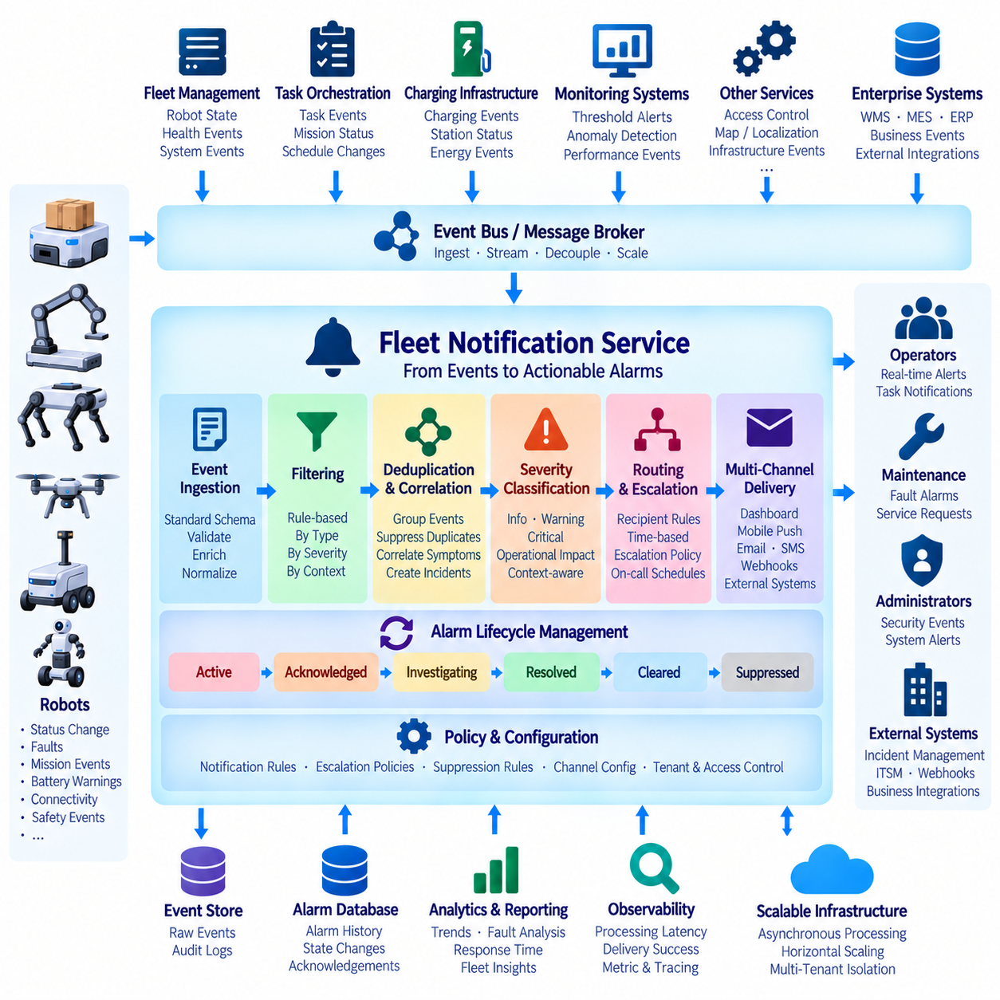 Fleet Management
Robot State
Health Events
System Events
Task Orchestration
Task Events
Mission Status
Schedule Changes
Charging Infrastructure
Charging Events
Station Status
Energy Events
Monitoring Systems
Threshold Alerts
Anomaly Detection
Performance Events
Other Services
Access Control
Map / Localization
Infrastructure Events
...
Enterprise Systems
WMS · MES · ERP
Business Events
External Integrations
Event Bus / Message Broker
Ingest · Stream · Decouple · Scale
Robots
• Status Change
• Faults
• Mission Events
• Battery Warnings
• Connectivity
• Safety Events
• ...
Fleet Notification Service
From Events to Actionable Alarms
Event
Ingestion
Standard Schema
Validate
Enrich
Normalize
Filtering
Rule-based
By Type
By Severity
By Context
Deduplication
& Correlation
Group Events
Suppress Duplicates
Correlate Symptoms
Create Incidents
Severity
Classification
Info · Warning
Critical
Operational Impact
Context-aware
Routing
& Escalation
Recipient Rules
Time-based
Escalation Policy
On-call Schedules
Multi-Channel
Delivery
Dashboard
Mobile Push
Email · SMS
Webhooks
External Systems
Alarm Lifecycle Management
Active
Acknowledged
Investigating
Resolved
Cleared
Suppressed
Policy & Configuration
Notification Rules · Escalation Policies · Suppression Rules · Channel Config · Tenant & Access Control
Operators
Real-time Alerts
Task Notifications
Maintenance
Fault Alarms
Service Requests
Administrators
Security Events
System Alerts
External Systems
Incident Management
ITSM · Webhooks
Business Integrations
Event Store
Raw Events
Audit Logs
Alarm Database
Alarm History
State Changes
Acknowledgements
Analytics & Reporting
Trends · Fault Analysis
Response Time
Fleet Insights
Observability
Processing Latency
Delivery Success
Metric & Tracing
Scalable Infrastructure
Asynchronous Processing
Horizontal Scaling
Multi-Tenant Isolation